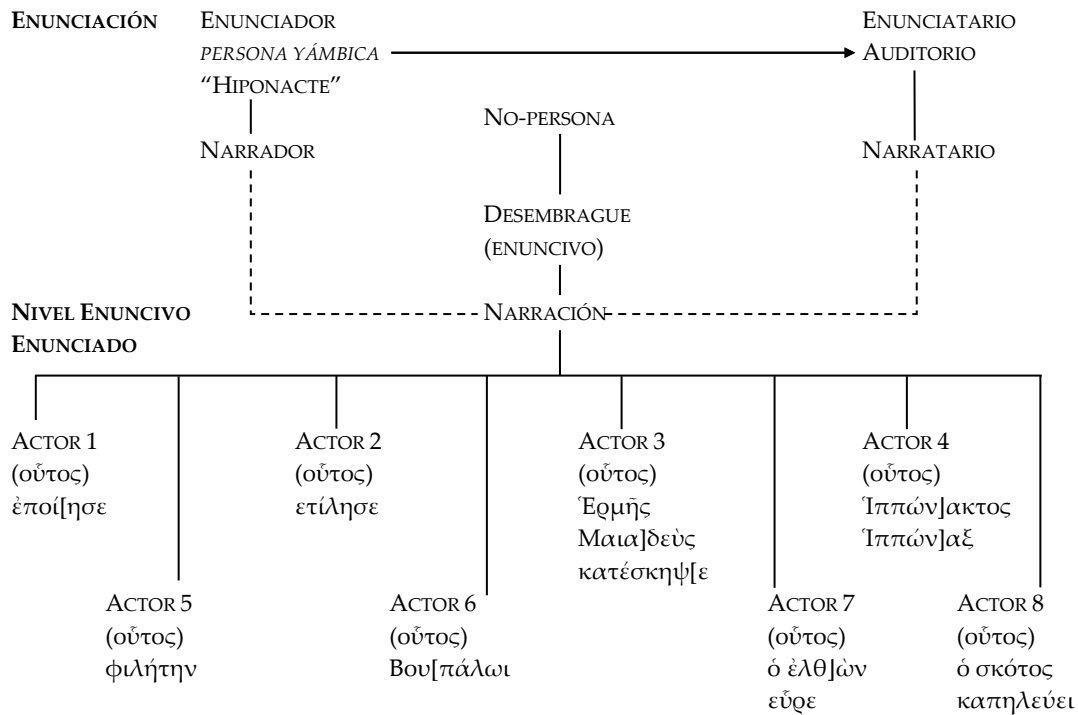 ENUNCIACIÓN ENUNCIADOR ENUNCIATARIO
PERSONA YÁMBICA AUDITORIO
“HIPONACTE”
NO-PERSONA
NARRADOR NARRATARIO
DESEMBRAGUE
(ENUNCIVO)
NIVEL ENUNCIVO NARRACIÓN
ENUNCIADO
ACTOR 1 ACTOR 2 ACTOR 3 ACTOR 4
(οὗτος) (οὗτος) (οὗτος) (οὗτος)
ἐποί[ησε ετίλησε Ἑρμῆς Ἱππών]ακτος
Μαια]δεὺς Ἱππών]αξ
κατέσκηψ[ε
ACTOR 5 ACTOR 6 ACTOR 7 ACTOR 8
(οὗτος) (οὗτος) (οὗτος) (οὗτος)
φιλήτην Βου[πάλωι ὁ ἐλθ]ὼν ὁ σκότος
εὗρε καπηλεύει